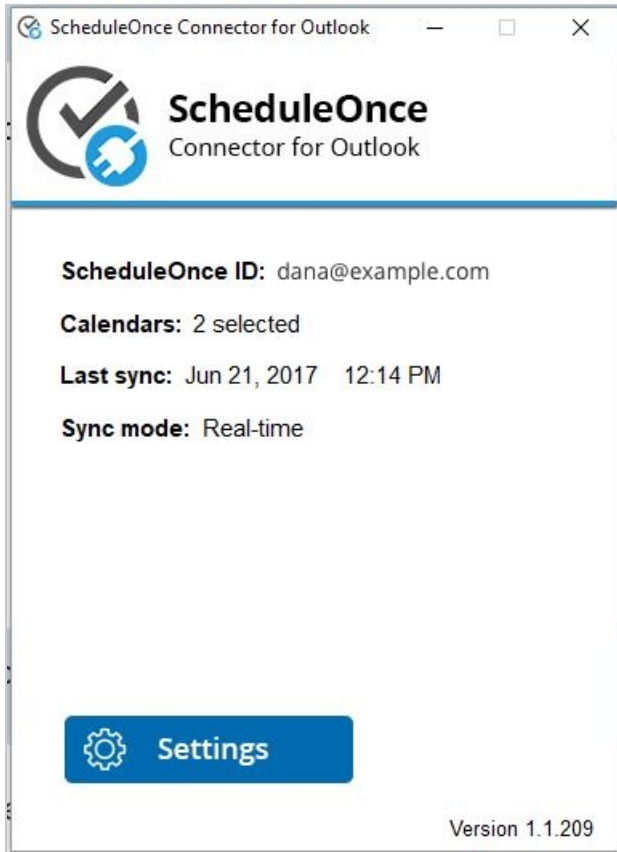 ScheduleOnce Connector for Outlook
ScheduleOnce
Connector for Outlook
ScheduleOnce ID: dana@example.com
Calendars: 2 selected
Last sync: Jun 21, 2017 12:14 PM
Sync mode: Real-time
Settings
Version 1.1.209